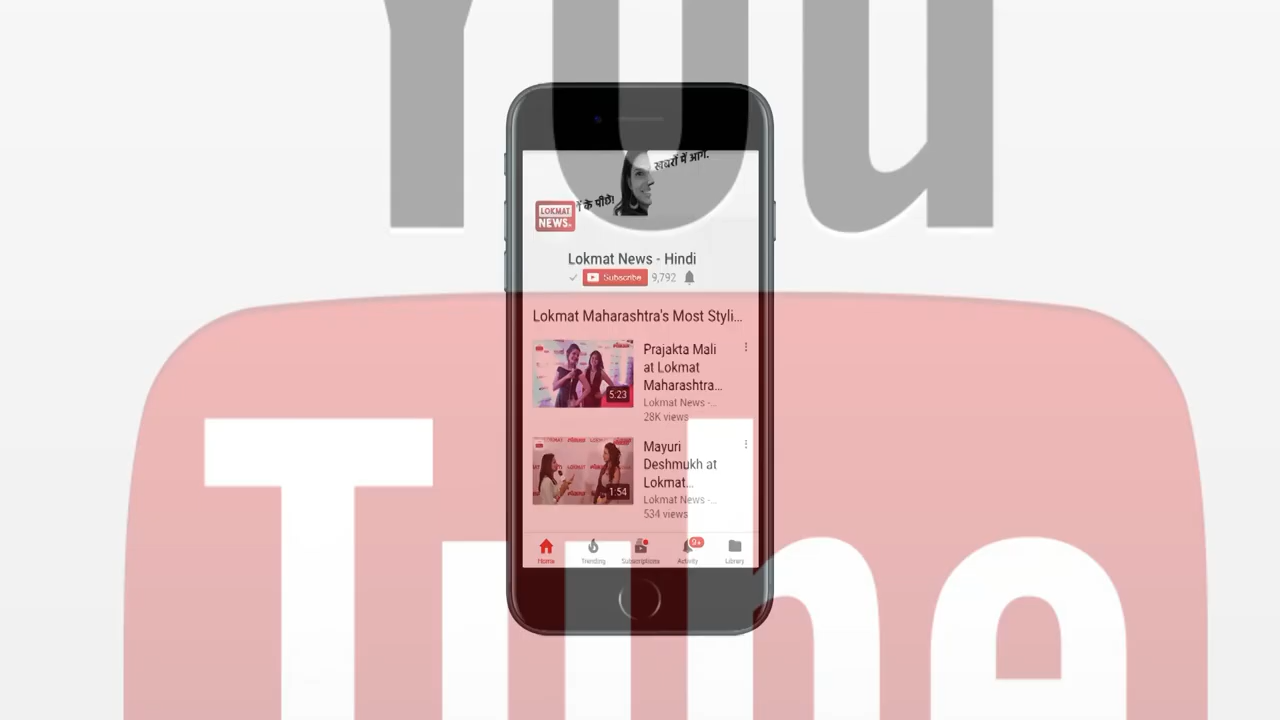 You
Tube
खबरों में आगे.
के पीछे!
LOKMAT
NEWS
Lokmat News - Hindi
Subscribe 9,792
Lokmat Maharashtra's Most Styli...
5:23
Prajakta Mali
at Lokmat
Maharashtra...
Lokmat News -...
28K views
1:54
Mayuri
Deshmukh at
Lokmat...
Lokmat News -...
534 views
9+
Home Trending Subscriptions Activity Library